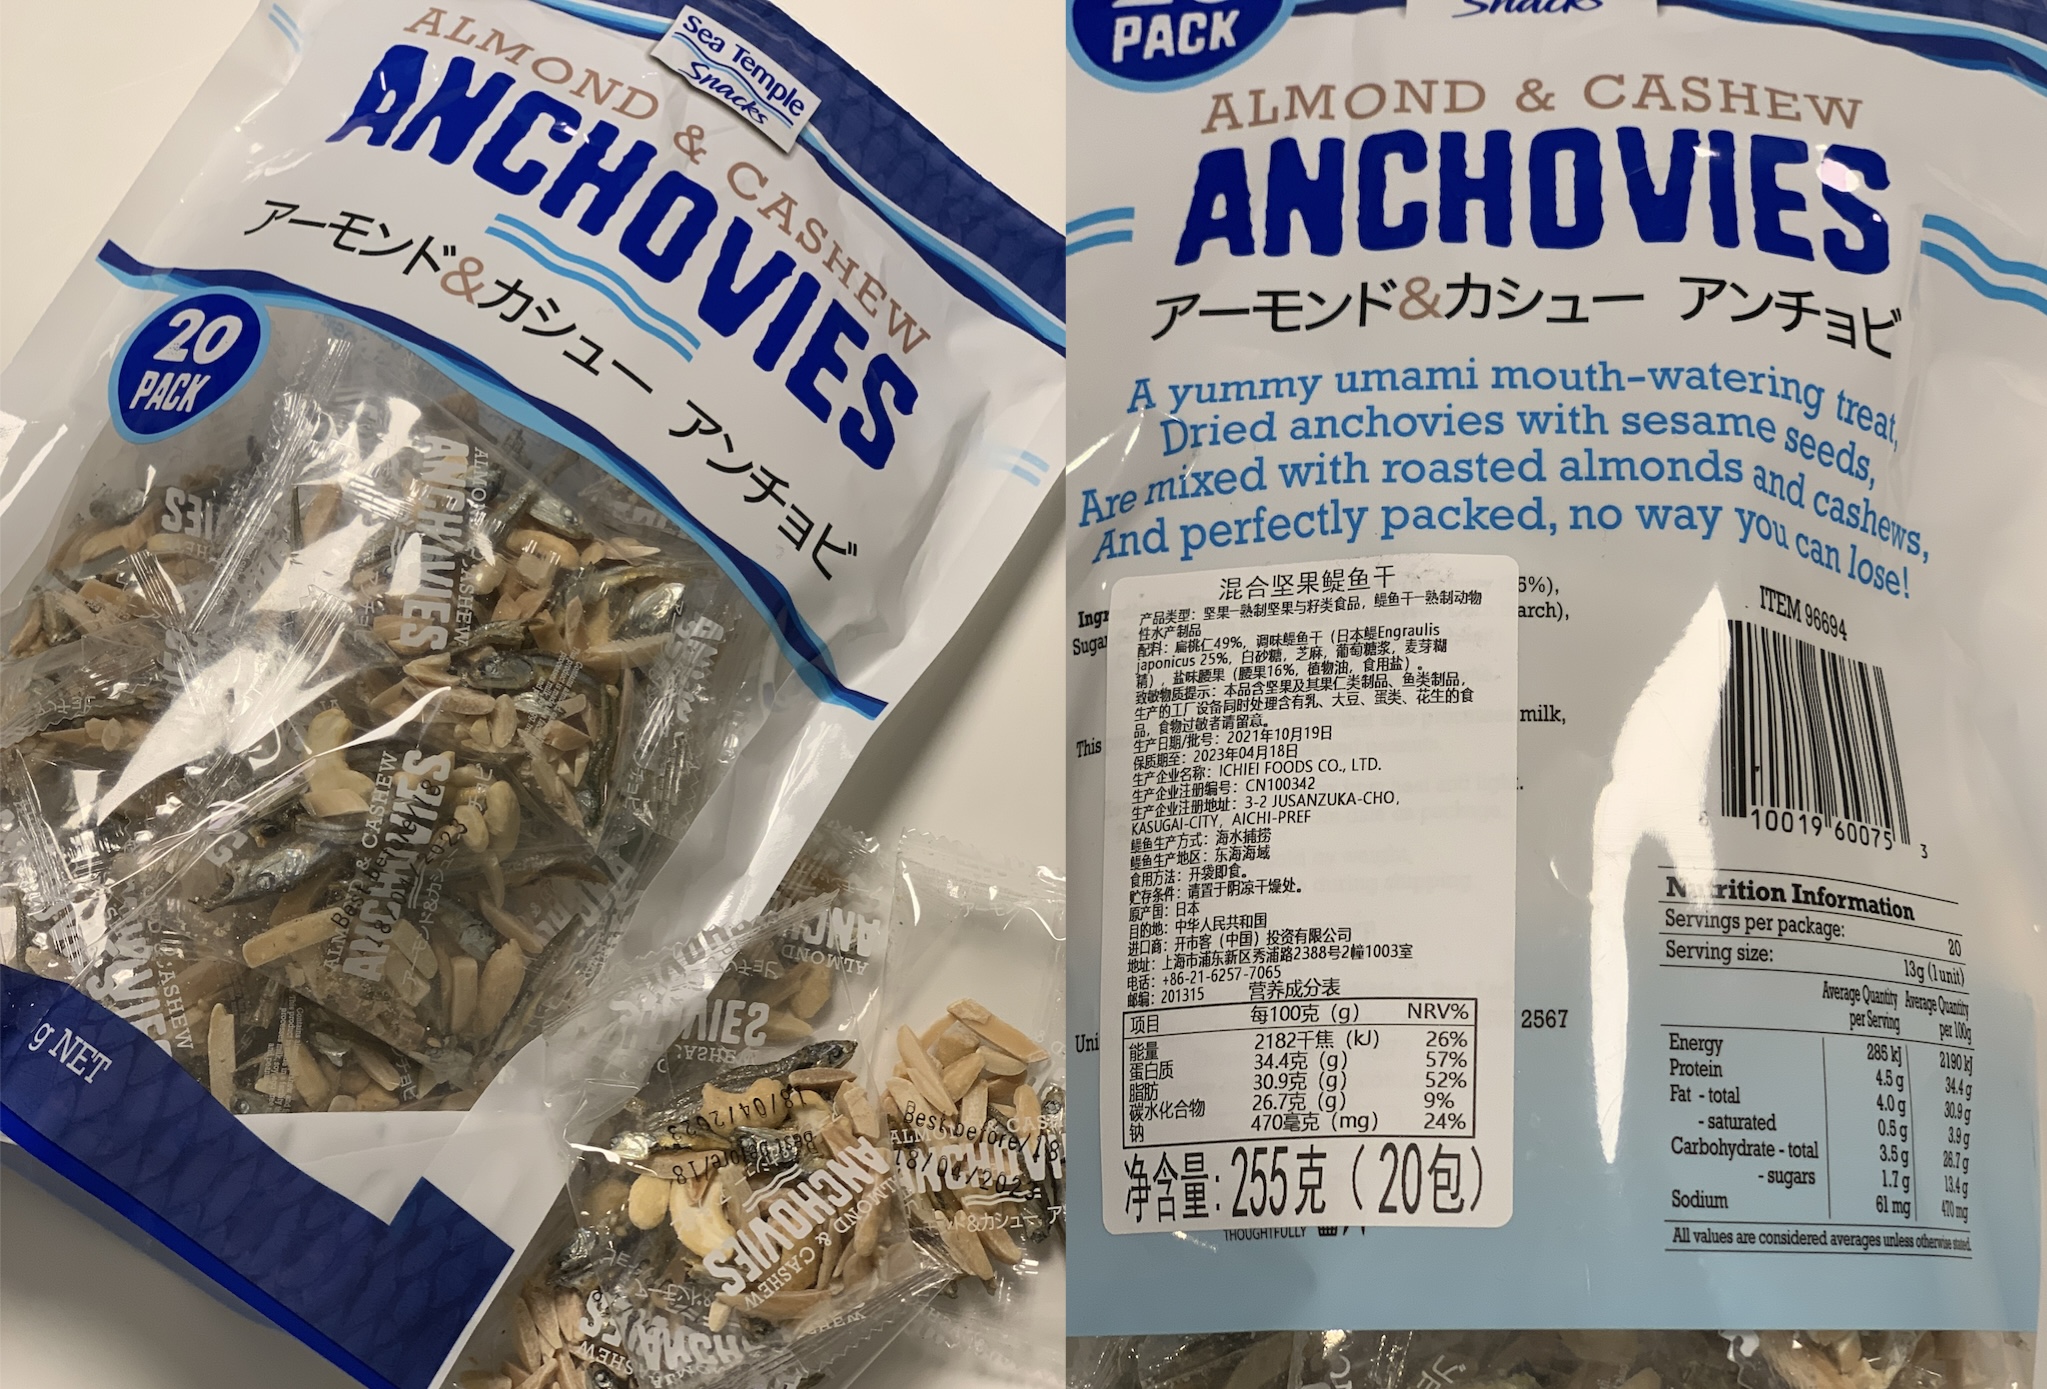 Sea Temple
Snacks
ALMOND & CASHEW
ANCHOVIES
アーモンド&カシュー アンチョビ
20
PACK
g NET
ALMOND & CASHEW
ANCHOVIES
Best before/18
18/04/2023
PACK
Snacks
ALMOND & CASHEW
ANCHOVIES
アーモンド&カシュー アンチョビ
A yummy umami mouth-watering treat,
Dried anchovies with sesame seeds,
Are mixed with roasted almonds and cashews,
And perfectly packed, no way you can lose!
混合坚果鳀鱼干
产品类型：坚果—熟制坚果与籽类食品，鳀鱼干—熟制动物
性水产制品
配料：扁桃仁49%，调味鳀鱼干（日本鳀Engraulis
japonicus 25%，白砂糖，芝麻，葡萄糖浆，麦芽糊
精），盐味腰果（腰果16%，植物油，食用盐）。
致敏物质提示：本品含坚果及其果仁类制品、鱼类制品，
生产的工厂设备同时处理含有乳、大豆、蛋类、花生的食
品，食物过敏者请留意。
生产日期/批号：2021年10月19日
保质期至：2023年04月18日
生产企业名称：ICHIEI FOODS CO., LTD.
生产企业注册编号：CN100342
生产企业注册地址：3-2 JUSANZUKA-CHO,
KASUGAI-CITY, AICHI-PREF
鳀鱼生产方式：海水捕捞
鳀鱼生产地区：东海海域
食用方法：开袋即食。
贮存条件：请置于阴凉干燥处。
原产国：日本
目的地：中华人民共和国
进口商：开市客（中国）投资有限公司
地址：上海市浦东新区秀浦路2388号2幢1003室
电话：+86-21-6257-7065
邮编：201315 营养成分表
项目 每100克（g） NRV%
能量 2182千焦（kJ） 26%
蛋白质 34.4克（g） 57%
脂肪 30.9克（g） 52%
碳水化合物 26.7克（g） 9%
钠 470毫克（mg） 24%
净含量：255克（20包）
Ingr
Suga
5%),
arch),
milk,
This
Uni
2567
THOUGHTFULLY
ITEM 96694
10019 60075 3
Nutrition Information
Servings per package: 20
Serving size: 13g (1 unit)
Average Quantity per Serving Average Quantity per 100g
Energy 285 kJ 2190 kJ
Protein 4.5 g 34.4 g
Fat - total 4.0 g 30.9 g
- saturated 0.5 g 3.9 g
Carbohydrate - total 3.5 g 26.7 g
- sugars 1.7 g 13.4 g
Sodium 61 mg 470 mg
All values are considered averages unless otherwise stated.